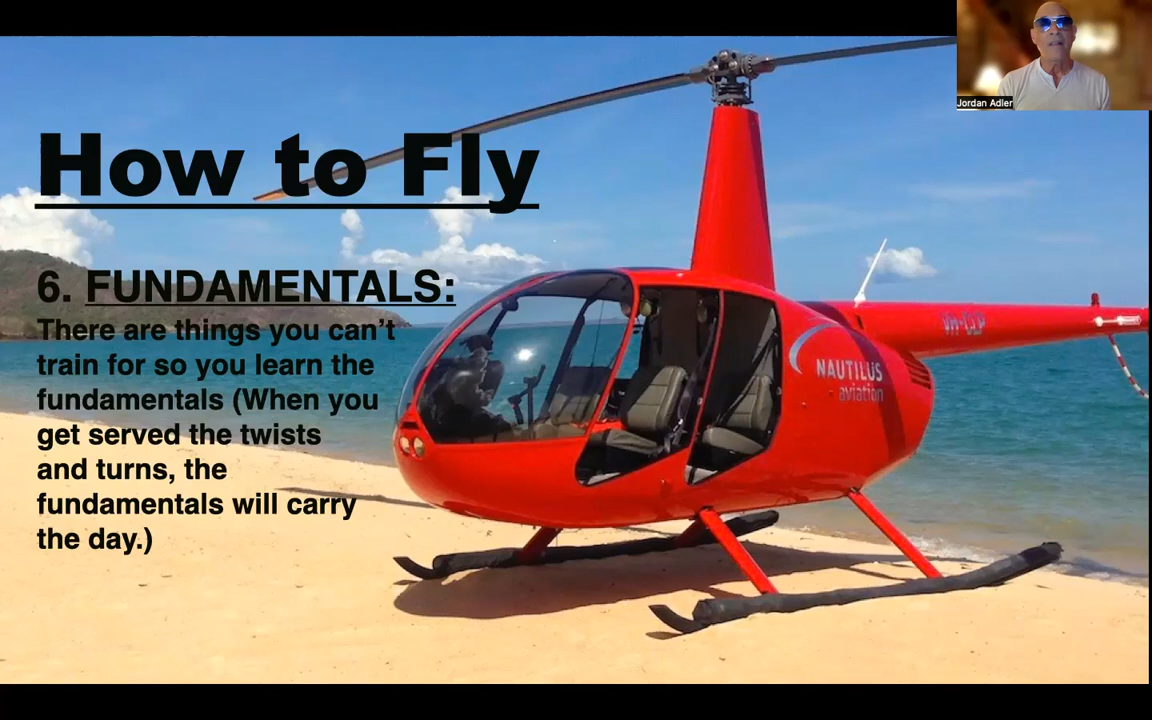 Jordan Adler
How to Fly
6. FUNDAMENTALS:
There are things you can’t
train for so you learn the
fundamentals (When you
get served the twists
and turns, the
fundamentals will carry
the day.)
NAUTILUS
aviation